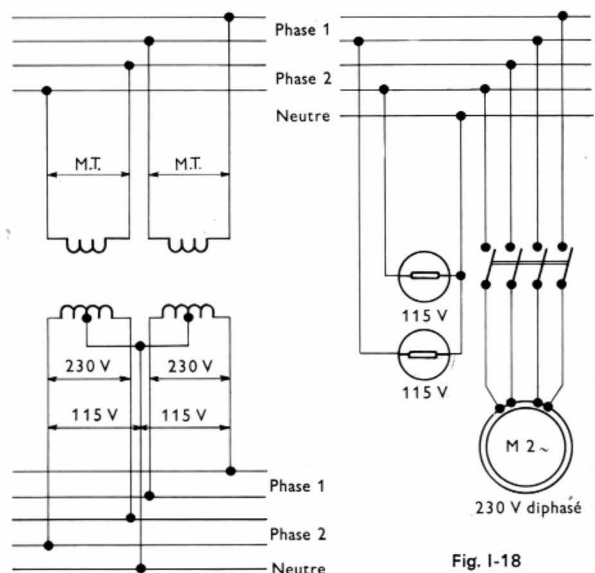 Phase 1
Phase 2
Neutre
M.T.
M.T.
115 V
115 V
230 V
230 V
115 V
115 V
M 2 ~
230 V diphasé
Phase 1
Phase 2
Neutre
Fig. I-18